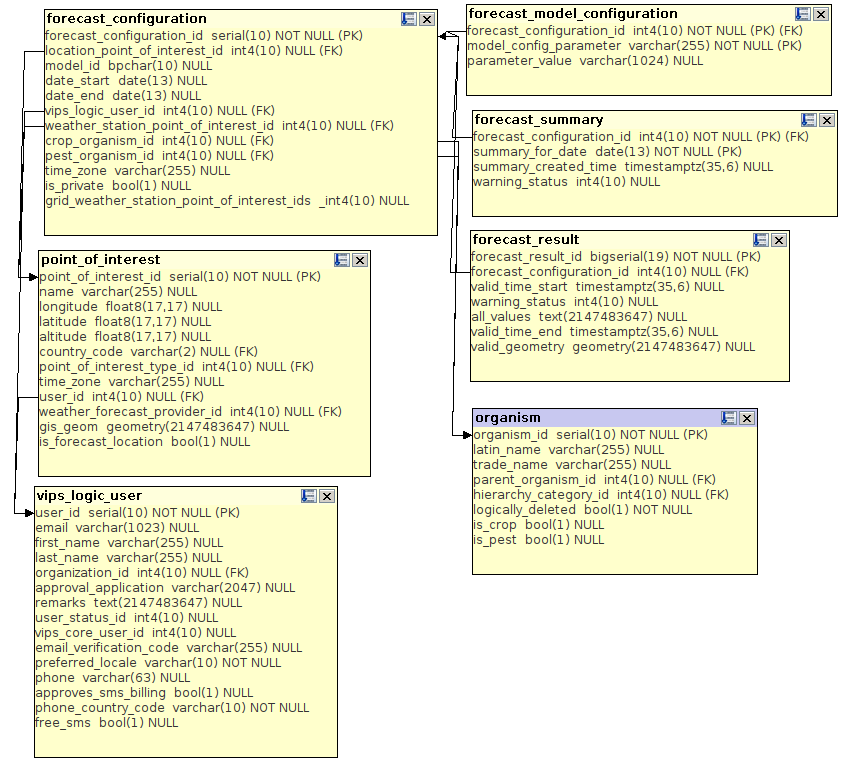 forecast_configuration
forecast_configuration_id serial(10) NOT NULL (PK)
location_point_of_interest_id int4(10) NULL (FK)
model_id bpchar(10) NULL
date_start date(13) NULL
date_end date(13) NULL
vips_logic_user_id int4(10) NULL (FK)
weather_station_point_of_interest_id int4(10) NULL (FK)
crop_organism_id int4(10) NULL (FK)
pest_organism_id int4(10) NULL (FK)
time_zone varchar(255) NULL
is_private bool(1) NULL
grid_weather_station_point_of_interest_ids _int4(10) NULL
forecast_model_configuration
forecast_configuration_id int4(10) NOT NULL (PK) (FK)
model_config_parameter varchar(255) NOT NULL (PK)
parameter_value varchar(1024) NULL
forecast_summary
forecast_configuration_id int4(10) NOT NULL (PK) (FK)
summary_for_date date(13) NOT NULL (PK)
summary_created_time timestamptz(35,6) NULL
warning_status int4(10) NULL
forecast_result
forecast_result_id bigserial(19) NOT NULL (PK)
forecast_configuration_id int4(10) NULL (FK)
valid_time_start timestamptz(35,6) NULL
warning_status int4(10) NULL
all_values text(2147483647) NULL
valid_time_end timestamptz(35,6) NULL
valid_geometry geometry(2147483647) NULL
point_of_interest
point_of_interest_id serial(10) NOT NULL (PK)
name varchar(255) NULL
longitude float8(17,17) NULL
latitude float8(17,17) NULL
altitude float8(17,17) NULL
country_code varchar(2) NULL (FK)
point_of_interest_type_id int4(10) NULL (FK)
time_zone varchar(255) NULL
user_id int4(10) NULL (FK)
weather_forecast_provider_id int4(10) NULL (FK)
gis_geom geometry(2147483647) NULL
is_forecast_location bool(1) NULL
organism
organism_id serial(10) NOT NULL (PK)
latin_name varchar(255) NULL
trade_name varchar(255) NULL
parent_organism_id int4(10) NULL (FK)
hierarchy_category_id int4(10) NULL (FK)
logically_deleted bool(1) NOT NULL
is_crop bool(1) NULL
is_pest bool(1) NULL
vips_logic_user
user_id serial(10) NOT NULL (PK)
email varchar(1023) NULL
first_name varchar(255) NULL
last_name varchar(255) NULL
organization_id int4(10) NULL (FK)
approval_application varchar(2047) NULL
remarks text(2147483647) NULL
user_status_id int4(10) NULL
vips_core_user_id int4(10) NULL
email_verification_code varchar(255) NULL
preferred_locale varchar(10) NOT NULL
phone varchar(63) NULL
approves_sms_billing bool(1) NULL
phone_country_code varchar(10) NOT NULL
free_sms bool(1) NULL